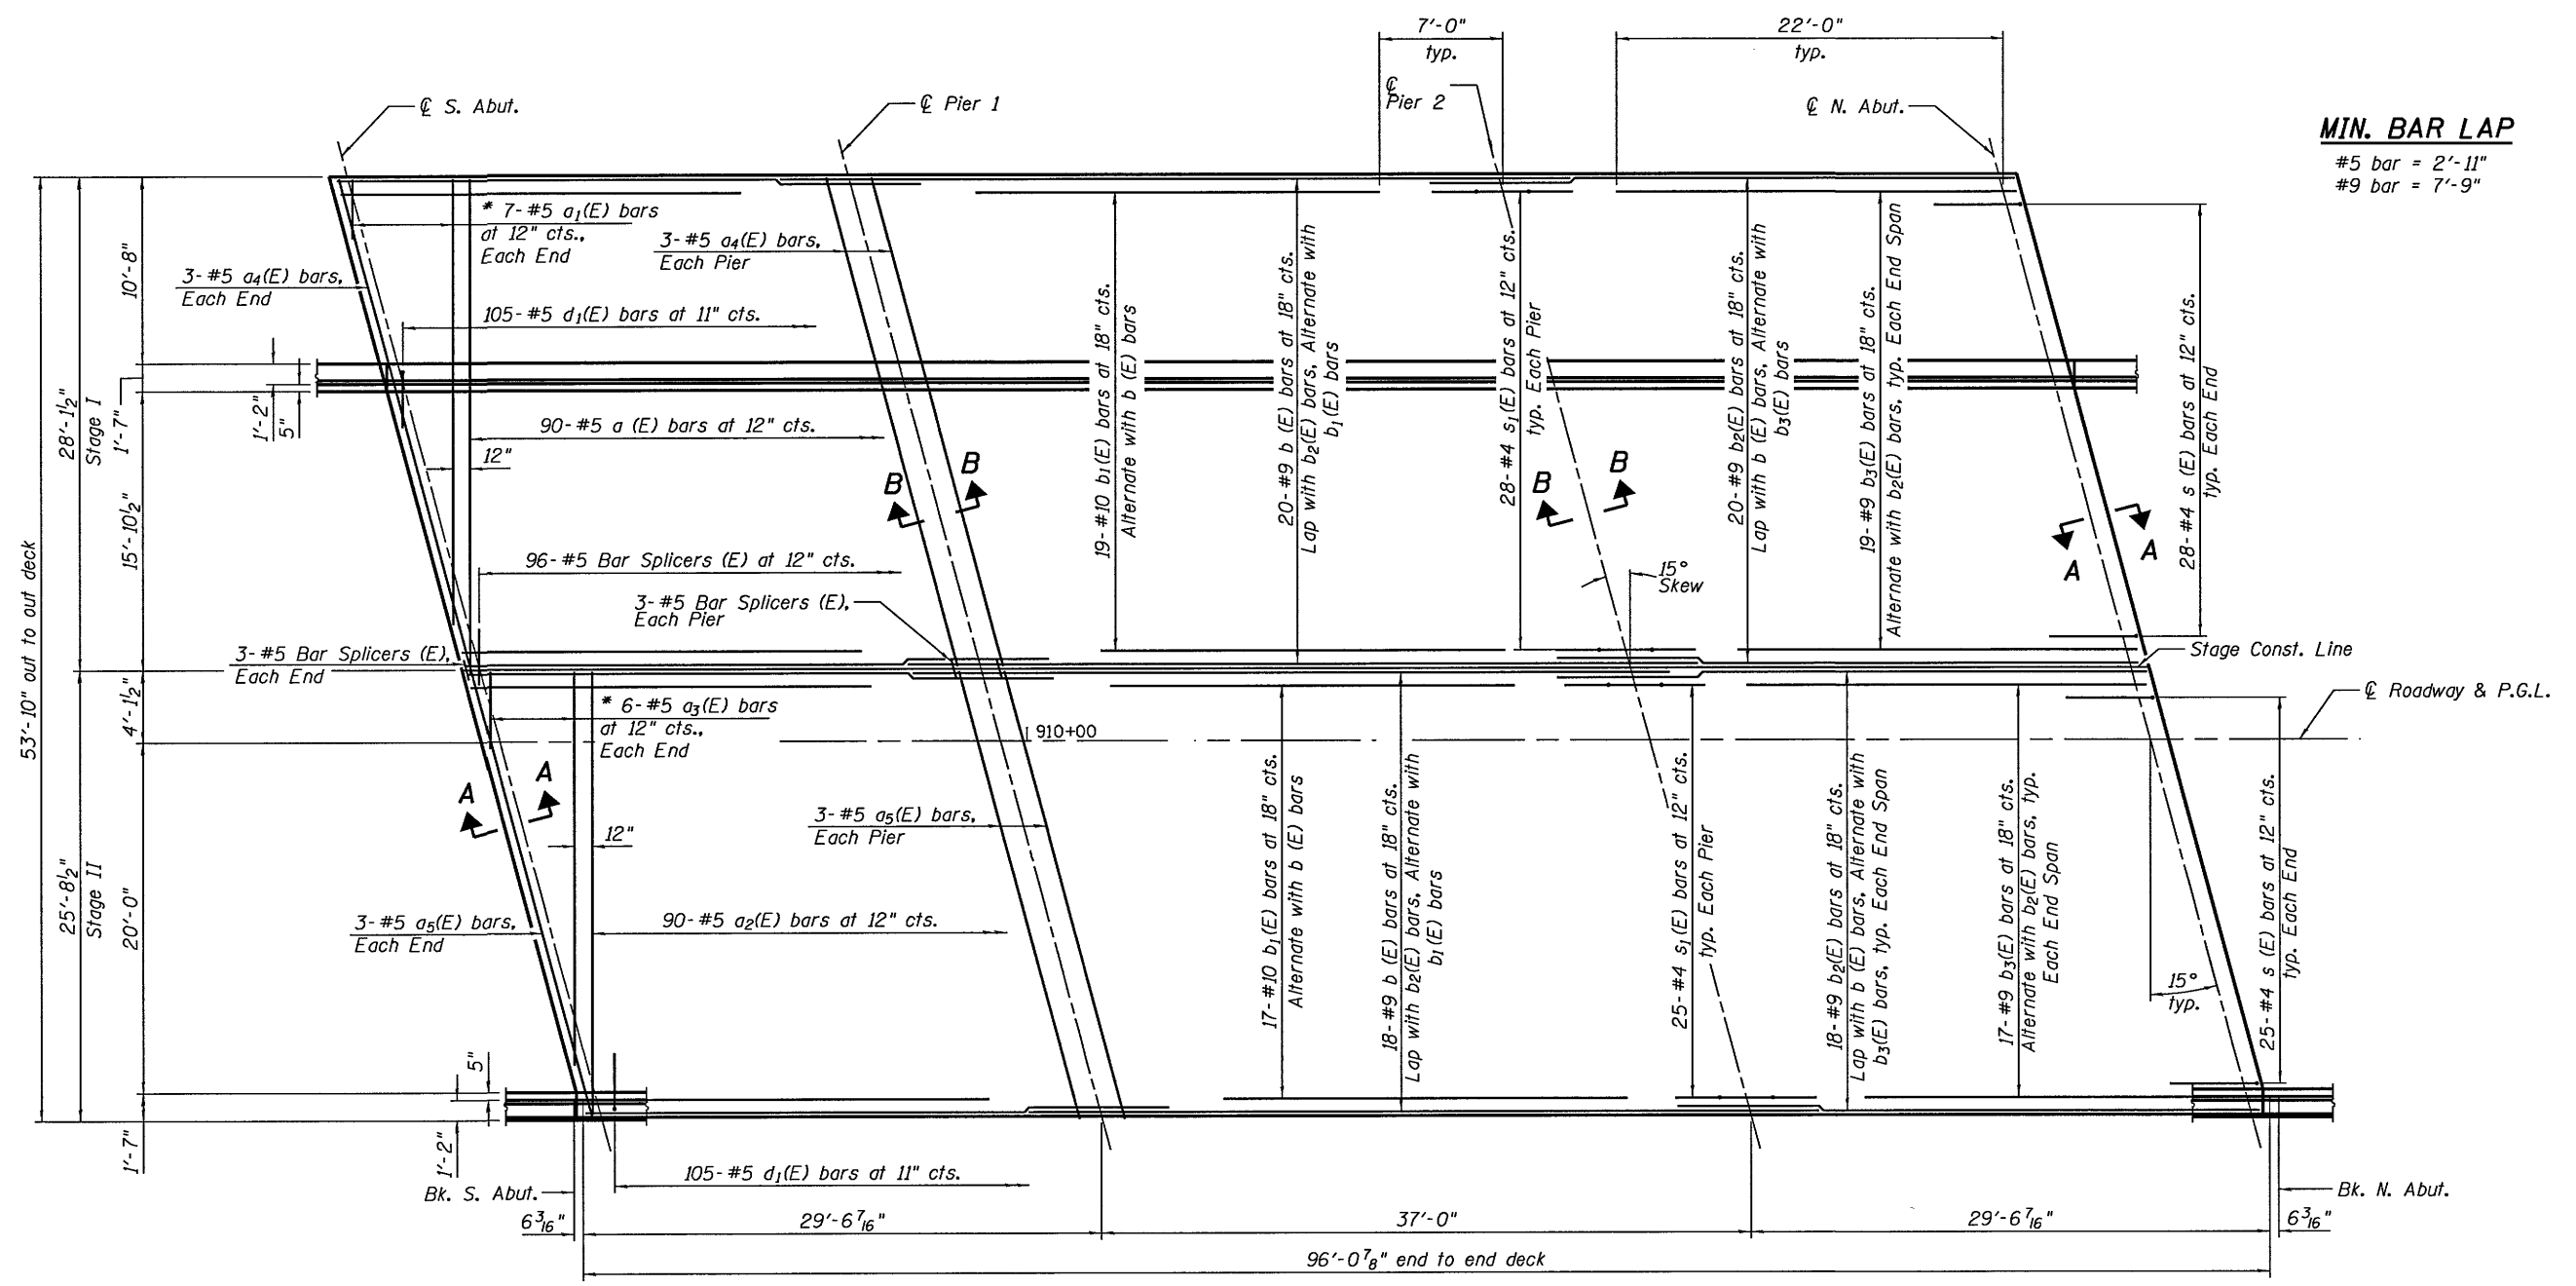 7'-0"
typ.
22'-0"
typ.
℄ S. Abut.
℄ Pier 1
℄
Pier 2
℄ N. Abut.
MIN. BAR LAP
#5 bar = 2'-11"
#9 bar = 7'-9"
* 7-#5 a1(E) bars
at 12" cts.,
Each End
3-#5 a4(E) bars,
Each Pier
3-#5 a4(E) bars,
Each End
105-#5 d1(E) bars at 11" cts.
90-#5 a (E) bars at 12" cts.
12"
96-#5 Bar Splicers (E) at 12" cts.
3-#5 Bar Splicers (E),
Each Pier
3-#5 Bar Splicers (E),
Each End
53'-10" out to out deck
28'-1½"
Stage I
25'-8½"
Stage II
10'-8"
1'-7"
15'-10½"
4'-1½"
20'-0"
1'-7"
1'-2"
5"
19-#10 b1(E) bars at 18" cts.
Alternate with b (E) bars
20-#9 b (E) bars at 18" cts.
Lap with b2(E) bars, Alternate with
b1(E) bars
28-#4 s1(E) bars at 12" cts.
typ. Each Pier
20-#9 b2(E) bars at 18" cts.
Lap with b (E) bars, Alternate with
b3(E) bars
19-#9 b3(E) bars at 18" cts.
Alternate with b2(E) bars, typ. Each End Span
28-#4 s (E) bars at 12" cts.
typ. Each End
B
B
B
B
A
A
15°
Skew
Stage Const. Line
℄ Roadway & P.G.L.
* 6-#5 a3(E) bars
at 12" cts.,
Each End
910+00
A
A
12"
3-#5 a5(E) bars,
Each Pier
3-#5 a5(E) bars,
Each End
90-#5 a2(E) bars at 12" cts.
17-#10 b1(E) bars at 18" cts.
Alternate with b (E) bars
18-#9 b (E) bars at 18" cts.
Lap with b2(E) bars, Alternate with
b1(E) bars
25-#4 s1(E) bars at 12" cts.
typ. Each Pier
18-#9 b2(E) bars at 18" cts.
Lap with b (E) bars, Alternate with
b3(E) bars, typ. Each End Span
17-#9 b3(E) bars at 18" cts.
Alternate with b2(E) bars, typ.
Each End Span
15°
typ.
25-#4 s (E) bars at 12" cts.
typ. Each End
5"
1'-2"
105-#5 d1(E) bars at 11" cts.
Bk. S. Abut.
Bk. N. Abut.
6 3/16"
29'-6 7/16"
37'-0"
29'-6 7/16"
6 3/16"
96'-0 7/8" end to end deck